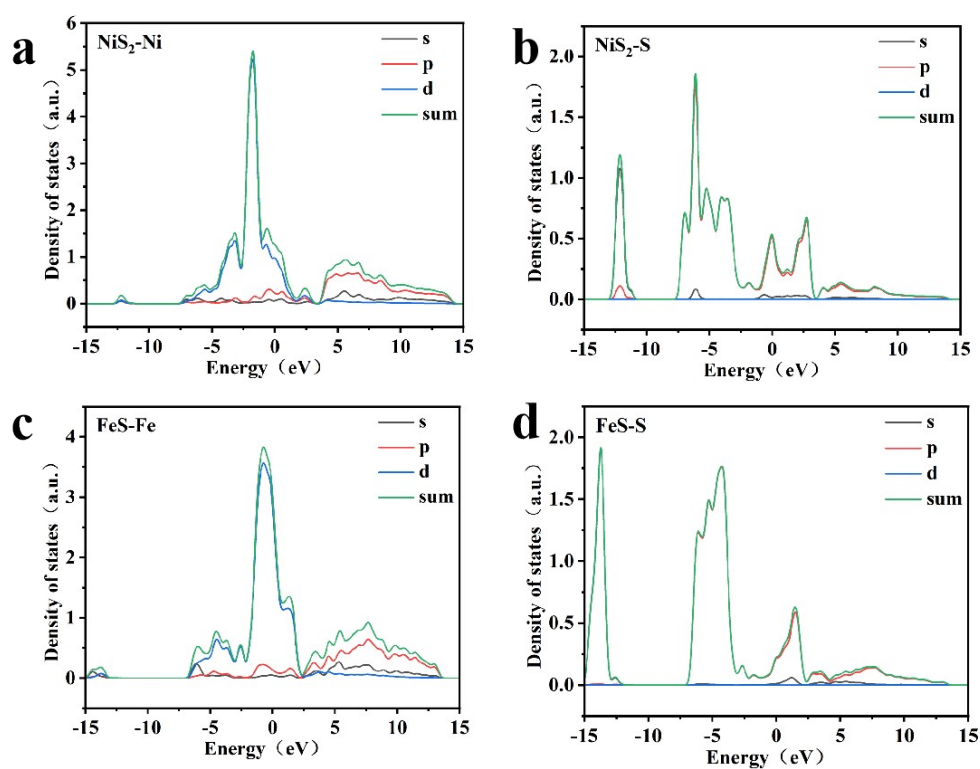 a
NiS2-Ni
s
p
d
sum
Density of states（a.u.）
6
5
4
3
2
1
0
-15 -10 -5 0 5 10 15
Energy（eV）
b
NiS2-S
s
p
d
sum
Density of states（a.u.）
2.0
1.5
1.0
0.5
0.0
-15 -10 -5 0 5 10 15
Energy（eV）
c
FeS-Fe
s
p
d
sum
Density of states（a.u.）
4
3
2
1
0
-15 -10 -5 0 5 10 15
Energy（eV）
d
FeS-S
s
p
d
sum
Density of states（a.u.）
2.0
1.5
1.0
0.5
0.0
-15 -10 -5 0 5 10 15
Energy（eV）